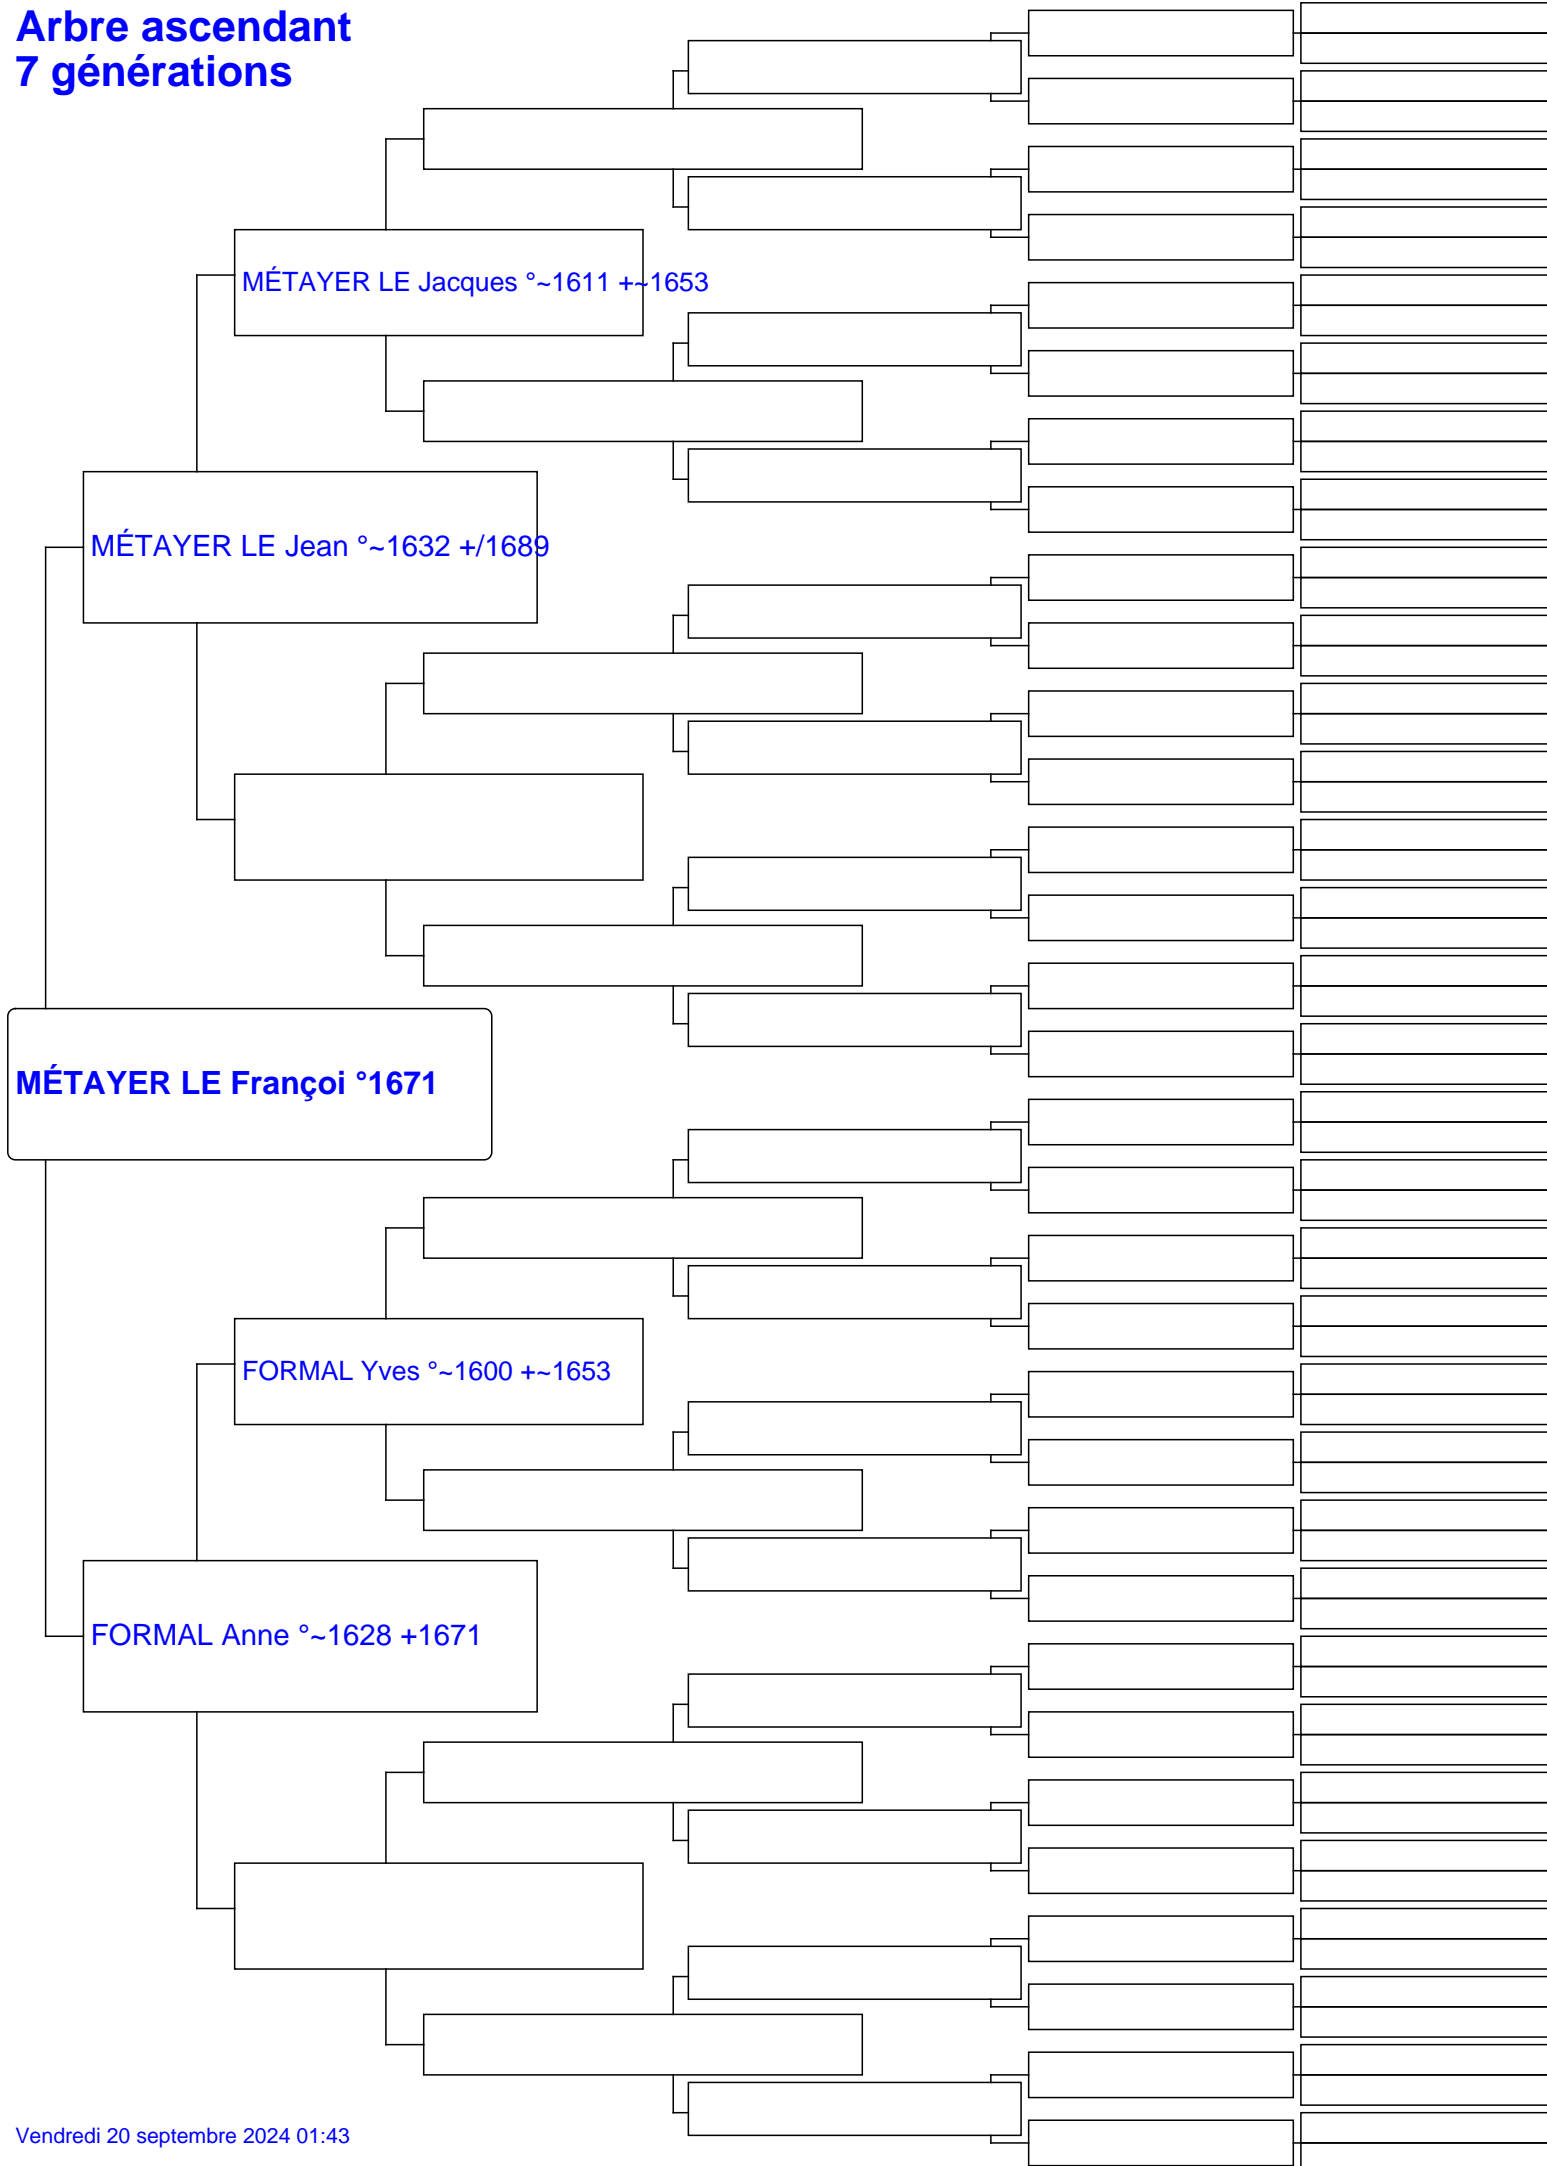 Arbre ascendant
7 générations
MÉTAYER LE Jacques °~1611 +~1653
MÉTAYER LE Jean °~1632 +/1689
MÉTAYER LE Françoi °1671
FORMAL Yves °~1600 +~1653
FORMAL Anne °~1628 +1671
Vendredi 20 septembre 2024 01:43